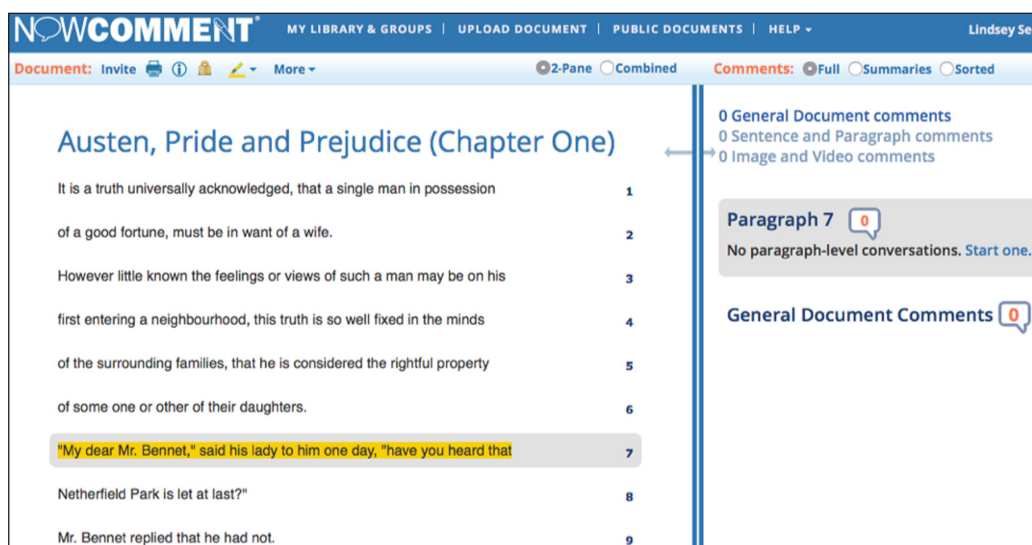 NOWCOMMENT® MY LIBRARY & GROUPS | UPLOAD DOCUMENT | PUBLIC DOCUMENTS | HELP Lindsey Se
Document: Invite More 2-Pane Combined Comments: Full Summaries Sorted
0 General Document comments
0 Sentence and Paragraph comments
0 Image and Video comments
Paragraph 7 0
No paragraph-level conversations. Start one.
General Document Comments 0
Austen, Pride and Prejudice (Chapter One)
It is a truth universally acknowledged, that a single man in possession 1
of a good fortune, must be in want of a wife. 2
However little known the feelings or views of such a man may be on his 3
first entering a neighbourhood, this truth is so well fixed in the minds 4
of the surrounding families, that he is considered the rightful property 5
of some one or other of their daughters. 6
"My dear Mr. Bennet," said his lady to him one day, "have you heard that 7
Netherfield Park is let at last?" 8
Mr. Bennet replied that he had not. 9